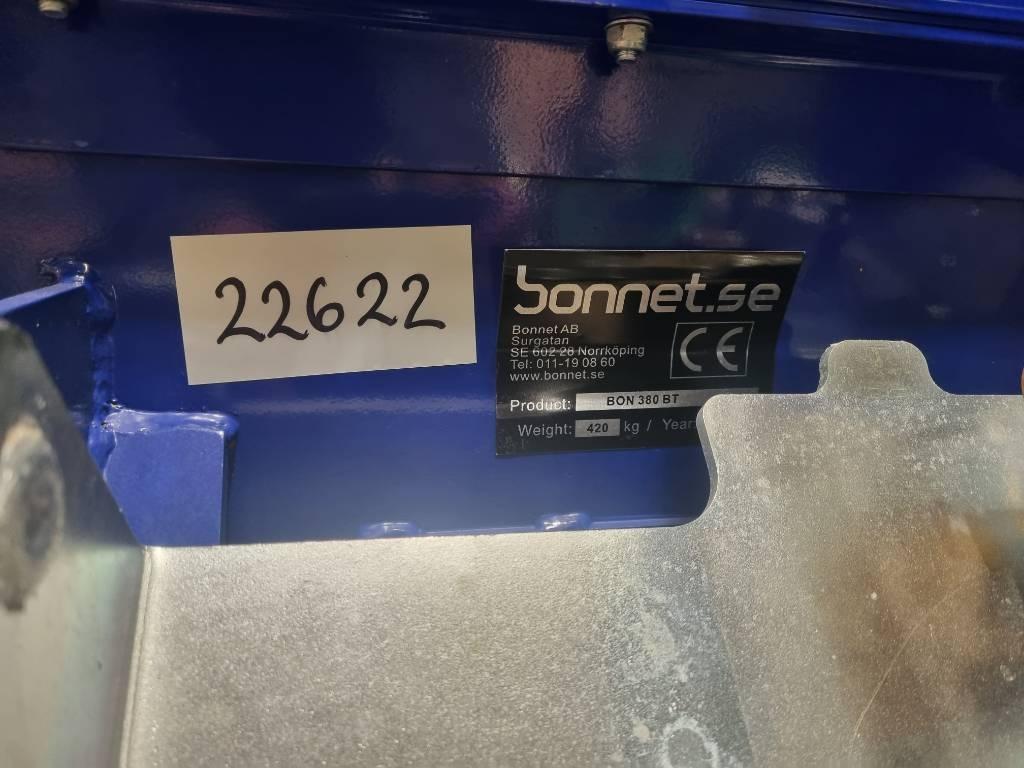 22622
bonnet.se
Bonnet AB
Surgatan
SE 602 28 Norrköping
Tel: 011-19 08 60
www.bonnet.se
CE
Product: BON 380 BT
Weight: 420 kg / Year: